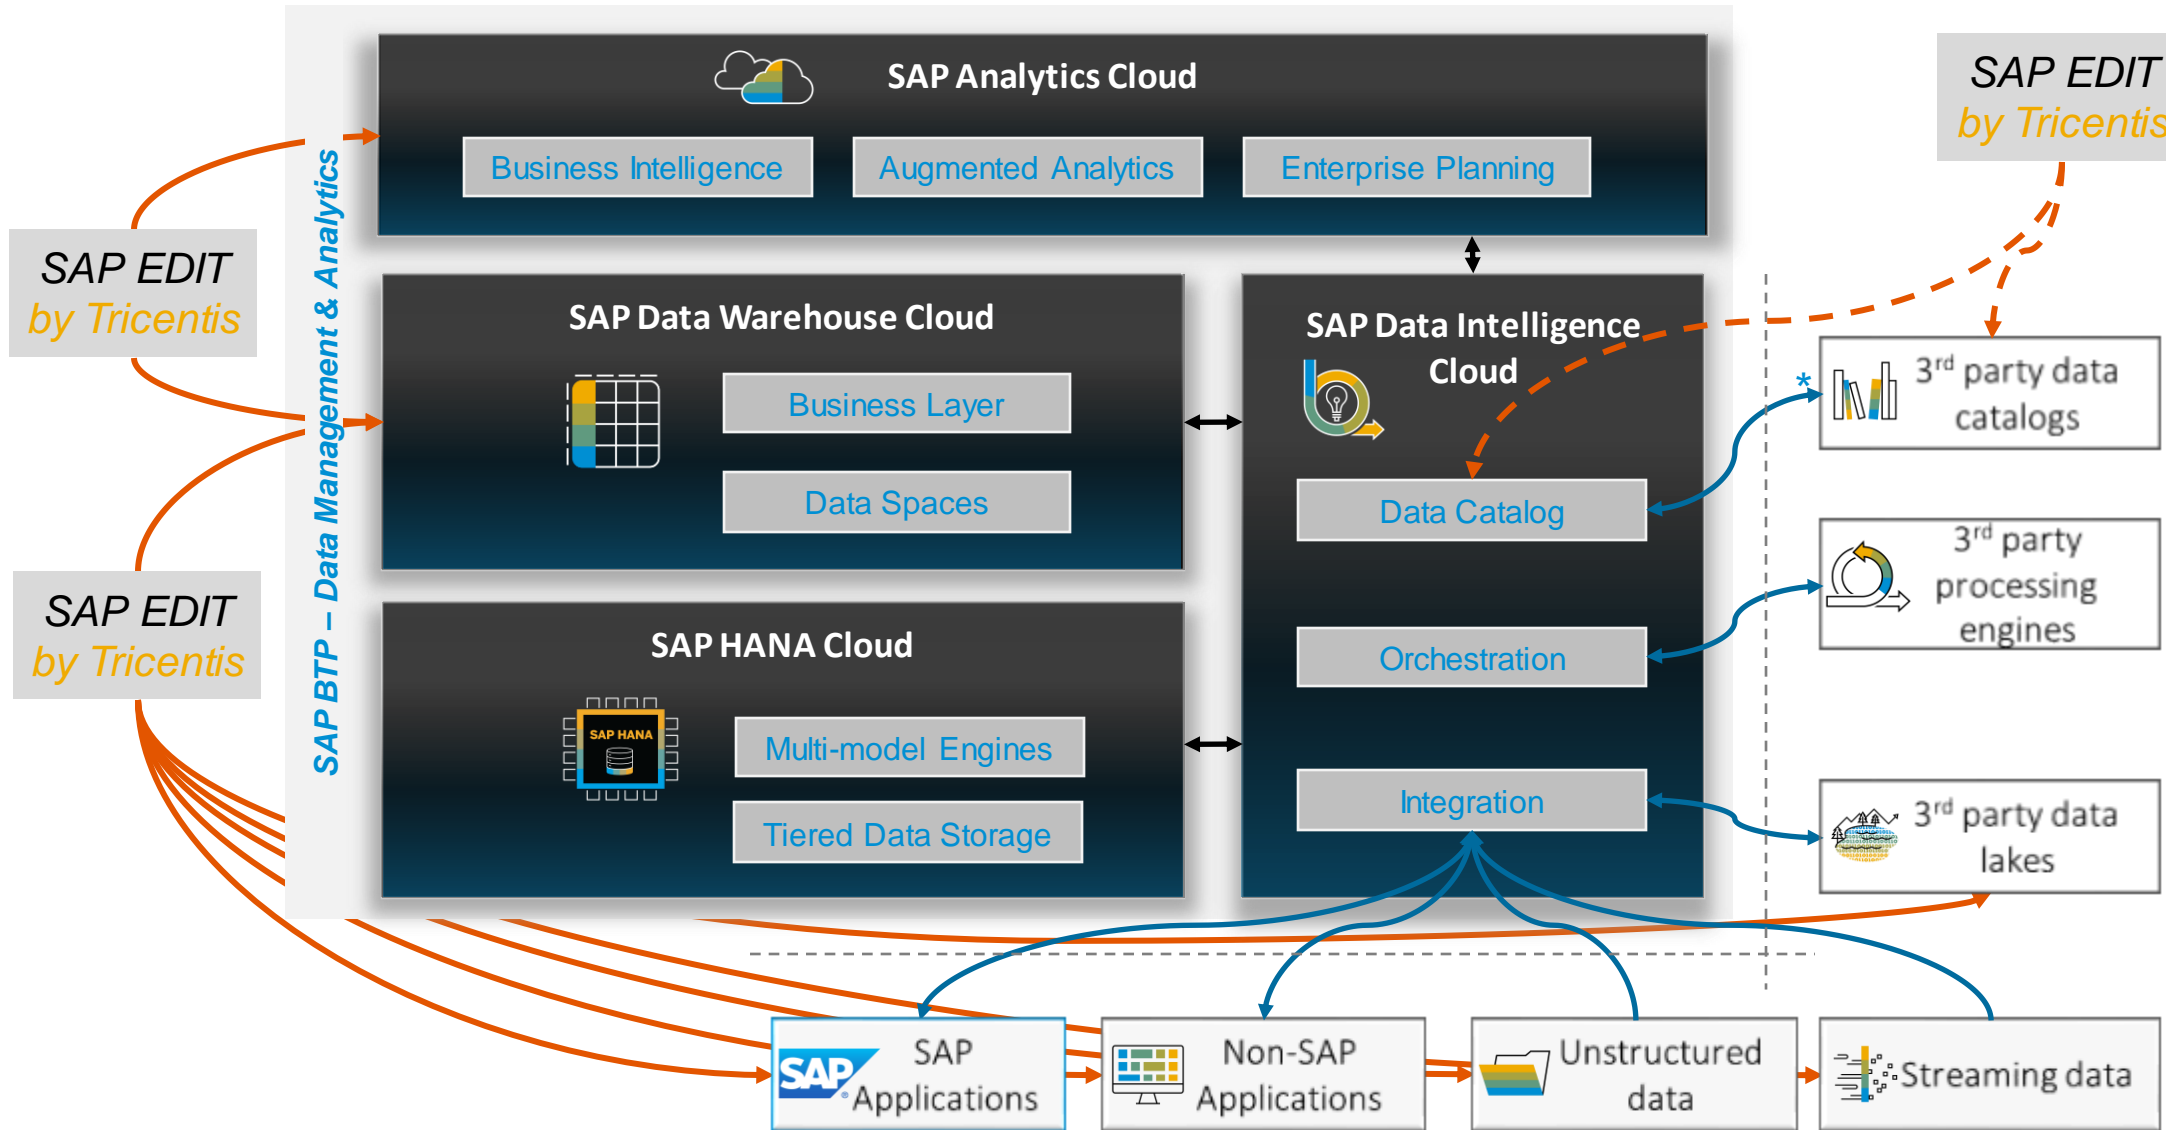 SAP Analytics Cloud
Business Intelligence
Augmented Analytics
Enterprise Planning
SAP EDIT
by Tricentis
SAP EDIT
by Tricentis
SAP EDIT
by Tricentis
SAP BTP – Data Management & Analytics
SAP Data Warehouse Cloud
Business Layer
Data Spaces
SAP HANA Cloud
SAP HANA
Multi-model Engines
Tiered Data Storage
SAP Data Intelligence
Cloud
Data Catalog
Orchestration
Integration
*
3rd party data
catalogs
3rd party
processing
engines
3rd party data
lakes
SAP
SAP
Applications
Non-SAP
Applications
Unstructured
data
Streaming data